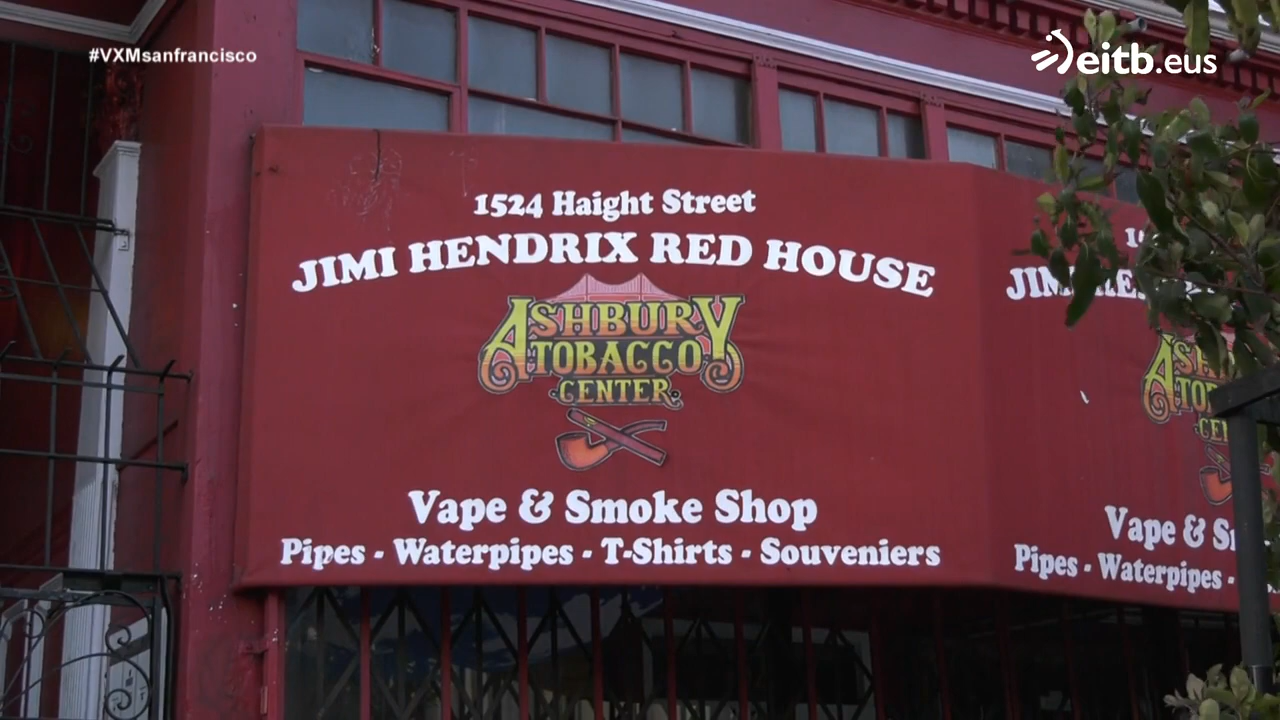 #VXMsanfrancisco
eitb.eus
1524 Haight Street
JIMI HENDRIX RED HOUSE
ASHBURY
TOBACCO
CENTER
Vape & Smoke Shop
Pipes - Waterpipes - T-Shirts - Souveniers
JIMI
Vape &
Pipes - Waterpipes -